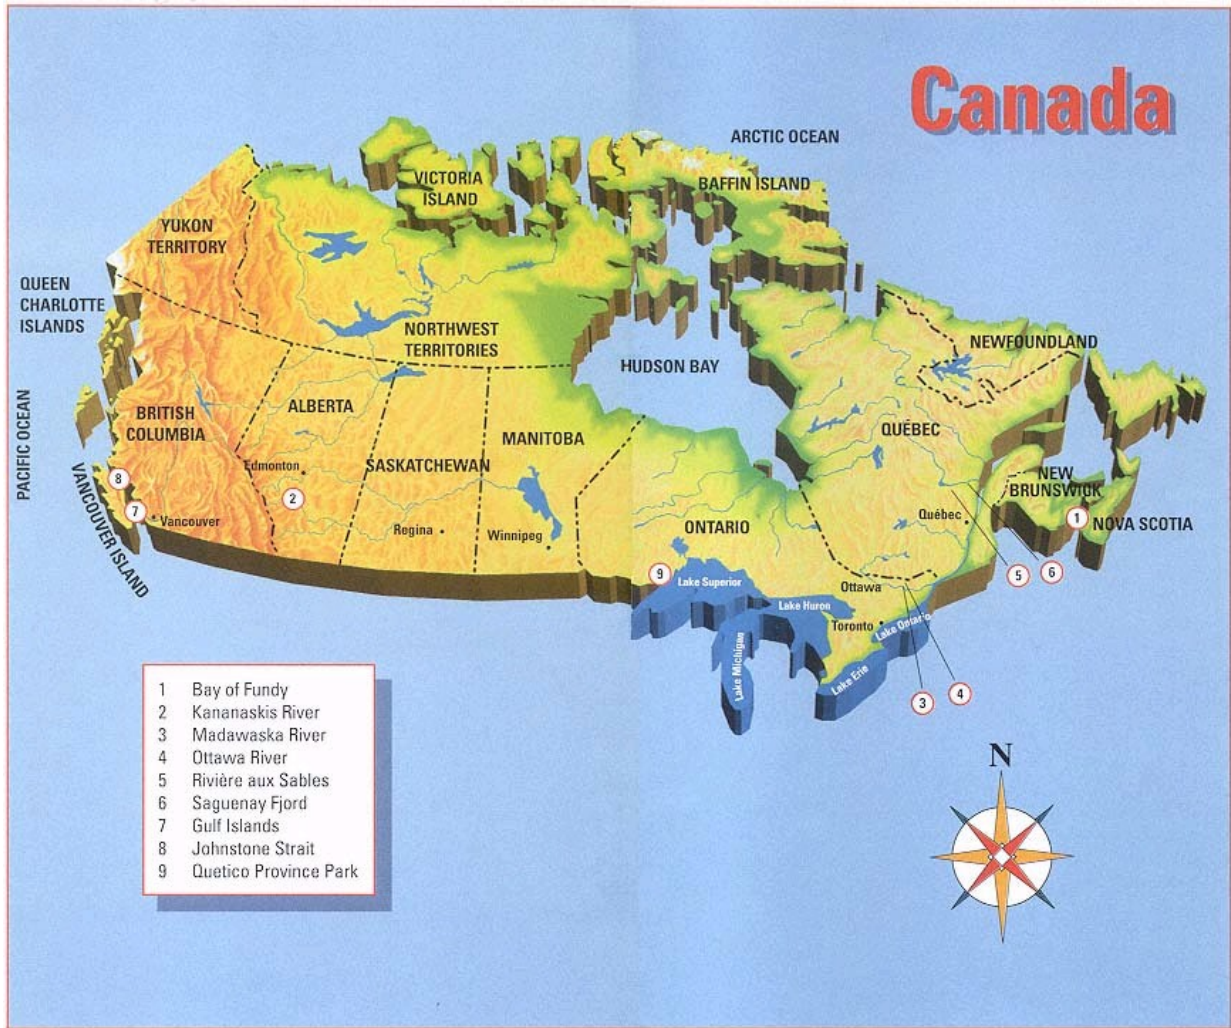 Canada
ARCTIC OCEAN
VICTORIA
ISLAND
BAFFIN ISLAND
YUKON
TERRITORY
QUEEN
CHARLOTTE
ISLANDS
NORTHWEST
TERRITORIES
NEWFOUNDLAND
HUDSON BAY
PACIFIC OCEAN
BRITISH
COLUMBIA
ALBERTA
MANITOBA
QUÉBEC
Edmonton
SASKATCHEWAN
NEW
BRUNSWICK
8
2
7
Vancouver
VANCOUVER ISLAND
Regina
Winnipeg
ONTARIO
Québec
1
NOVA SCOTIA
9
Lake Superior
Ottawa
5
6
Lake Huron
Toronto
Lake Ontario
Lake Michigan
Lake Erie
3
4
1 Bay of Fundy
2 Kananaskis River
3 Madawaska River
4 Ottawa River
5 Rivière aux Sables
6 Saguenay Fjord
7 Gulf Islands
8 Johnstone Strait
9 Quetico Province Park
N